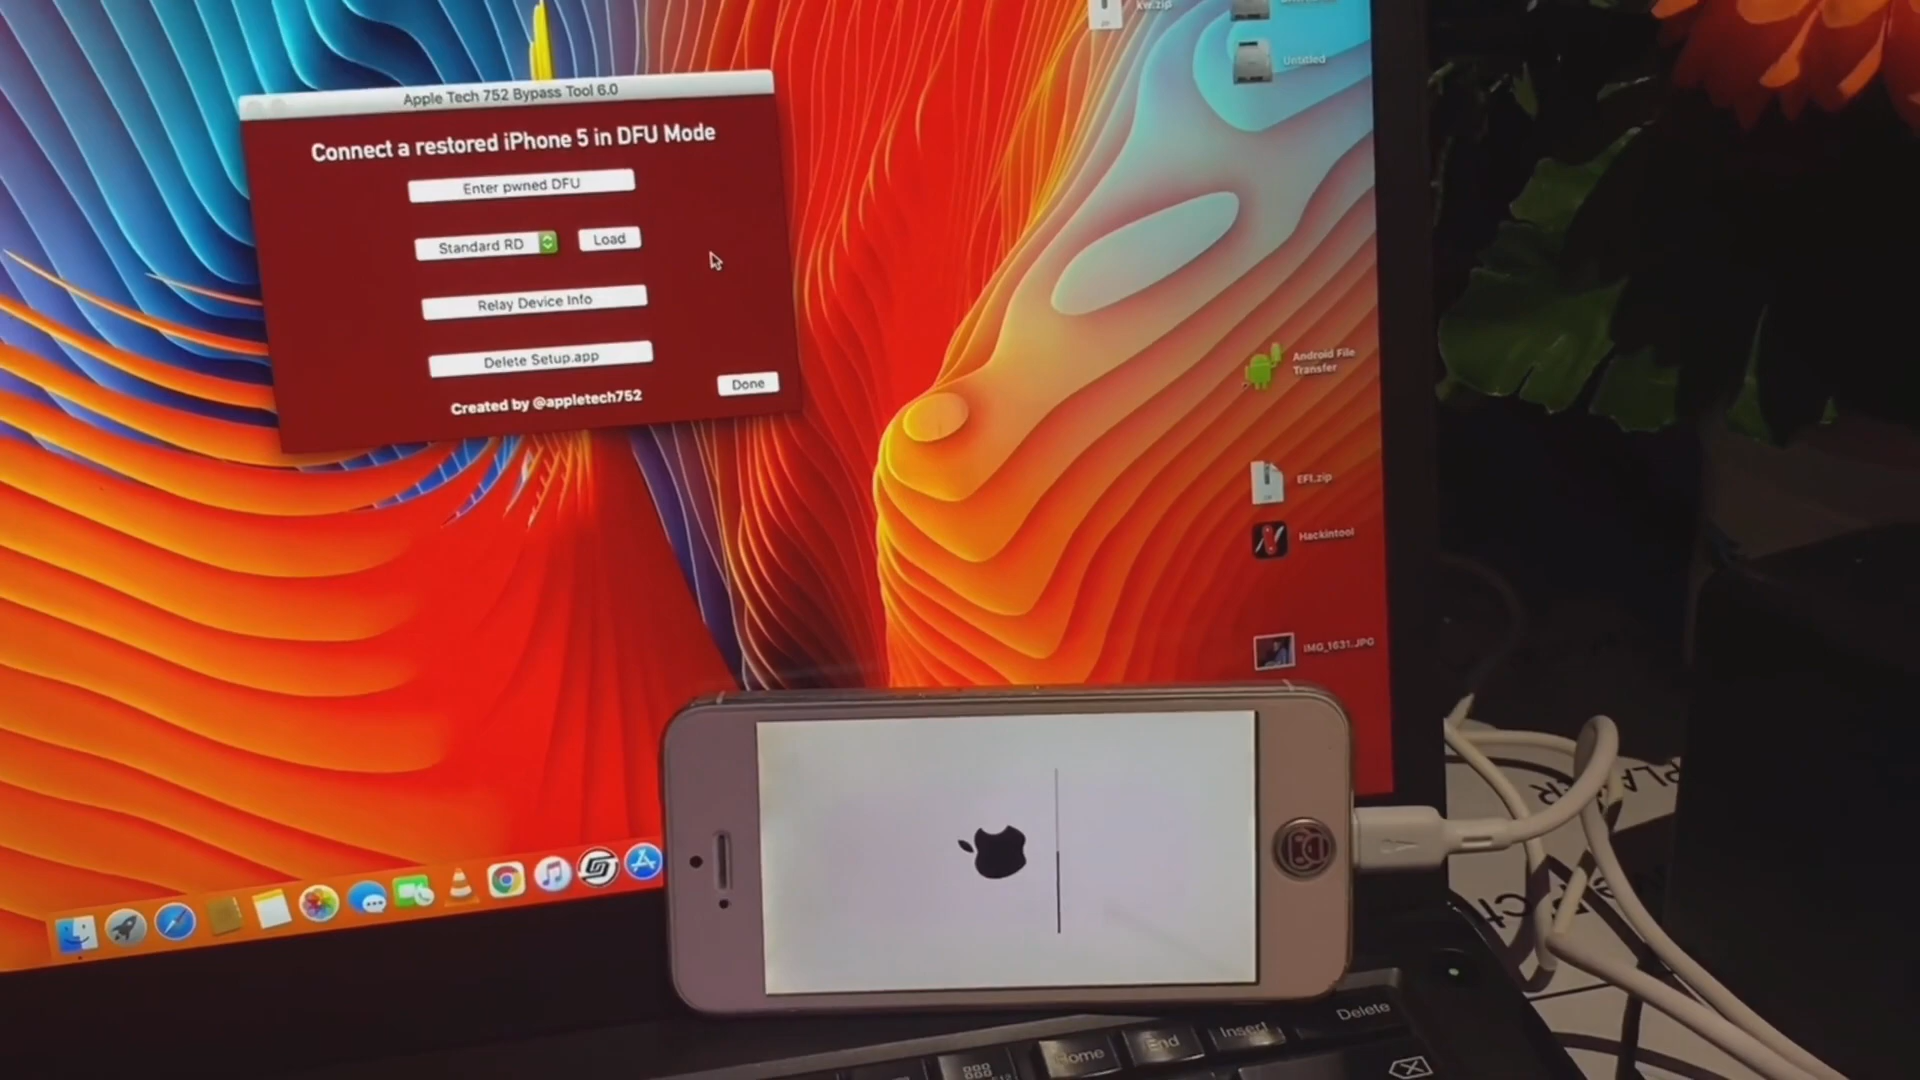 kw.zip
Untitled
Apple Tech 752 Bypass Tool 6.0
Connect a restored iPhone 5 in DFU Mode
Enter pwned DFU
Standard RD
Load
Relay Device Info
Delete Setup.app
Done
Created by @appletech752
Android File
Transfer
EFI.zip
Hackintool
IMG_1631.JPG
Delete
Insert
End
Home